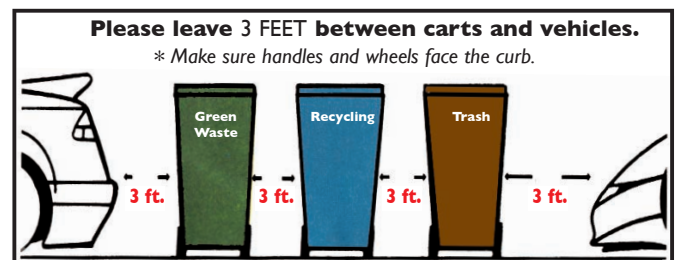 Please leave 3 FEET between carts and vehicles.
* Make sure handles and wheels face the curb.
Green
Waste
Recycling
Trash
3 ft.
3 ft.
3 ft.
3 ft.